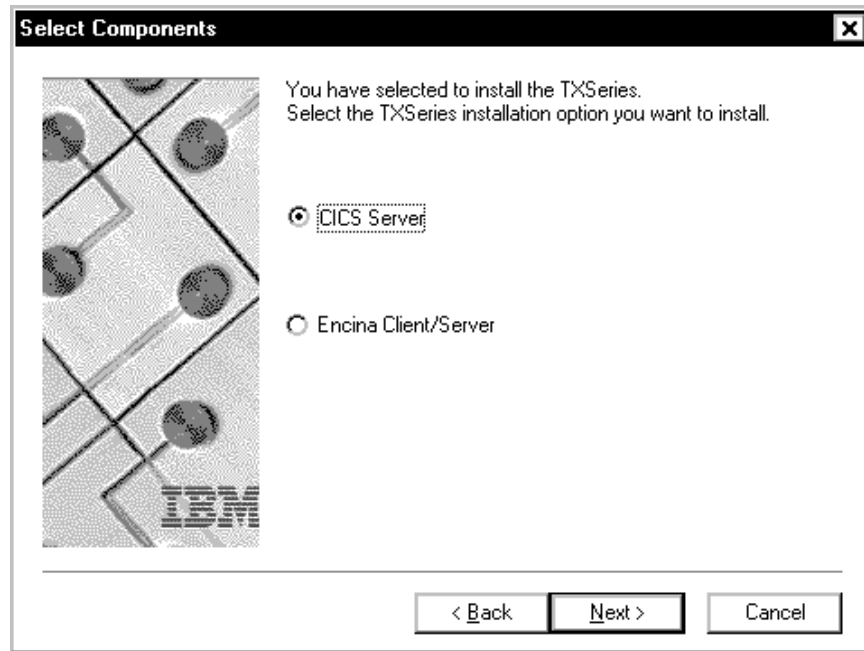 Select Components
You have selected to install the TXSeries.
Select the TXSeries installation option you want to install.
CICS Server
Encina Client/Server
IBM
< Back
Next >
Cancel